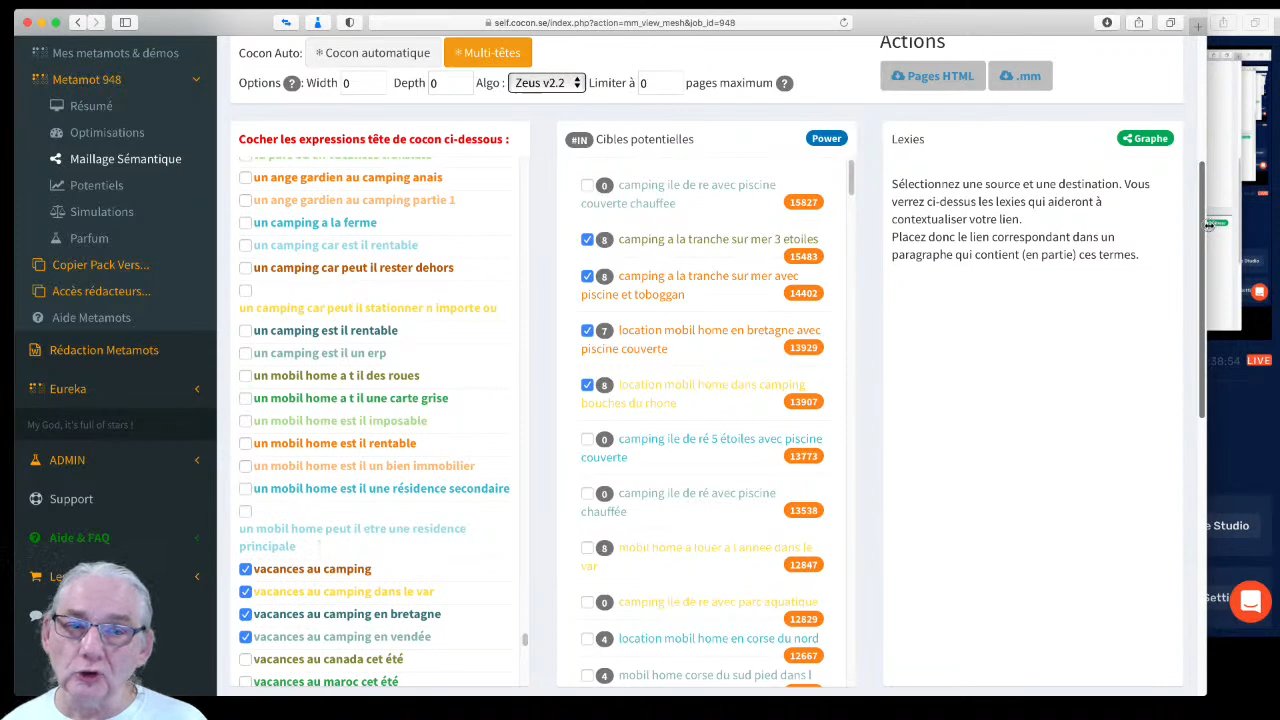 self.cocon.se/index.php?action=mm_view_mesh&job_id=948
Mes metamots & démos
Metamot 948
Résumé
Optimisations
Maillage Sémantique
Potentiels
Simulations
Parfum
Copier Pack Vers...
Accès rédacteurs...
Aide Metamots
Rédaction Metamots
Eureka
My God, it's full of stars !
ADMIN
Support
Aide & FAQ
Cocon Auto:
Cocon automatique
Multi-têtes
Options ?: Width 0 Depth 0 Algo : Zeus v2.2 Limiter à 0 pages maximum ?
Actions
Pages HTML
.mm
Cocher les expressions tête de cocon ci-dessous :
un ange gardien au camping anais
un ange gardien au camping partie 1
un camping a la ferme
un camping car est il rentable
un camping car peut il rester dehors
un camping car peut il stationner n importe ou
un camping est il rentable
un camping est il un erp
un mobil home a t il des roues
un mobil home a t il une carte grise
un mobil home est il imposable
un mobil home est il rentable
un mobil home est il un bien immobilier
un mobil home est il une résidence secondaire
un mobil home peut il etre une residence
principale
vacances au camping
vacances au camping dans le var
vacances au camping en bretagne
vacances au camping en vendée
vacances au canada cet été
vacances au maroc cet été
#IN Cibles potentielles
Power
0 camping ile de re avec piscine
couverte chauffee 15827
8 camping a la tranche sur mer 3 etoiles
15483
8 camping a la tranche sur mer avec
piscine et toboggan 14402
7 location mobil home en bretagne avec
piscine couverte 13929
8 location mobil home dans camping
bouches du rhone 13907
0 camping ile de ré 5 étoiles avec piscine
couverte 13773
0 camping ile de ré avec piscine
chauffée 13538
8 mobil home a louer a l annee dans le
var 12847
0 camping ile de re avec parc aquatique
12829
4 location mobil home en corse du nord
12667
4 mobil home corse du sud pied dans l
Lexies
Graphe
Sélectionnez une source et une destination. Vous
verrez ci-dessus les lexies qui aideront à
contextualiser votre lien.
Placez donc le lien correspondant dans un
paragraphe qui contient (en partie) ces termes.
:38:54 LIVE
e Studio